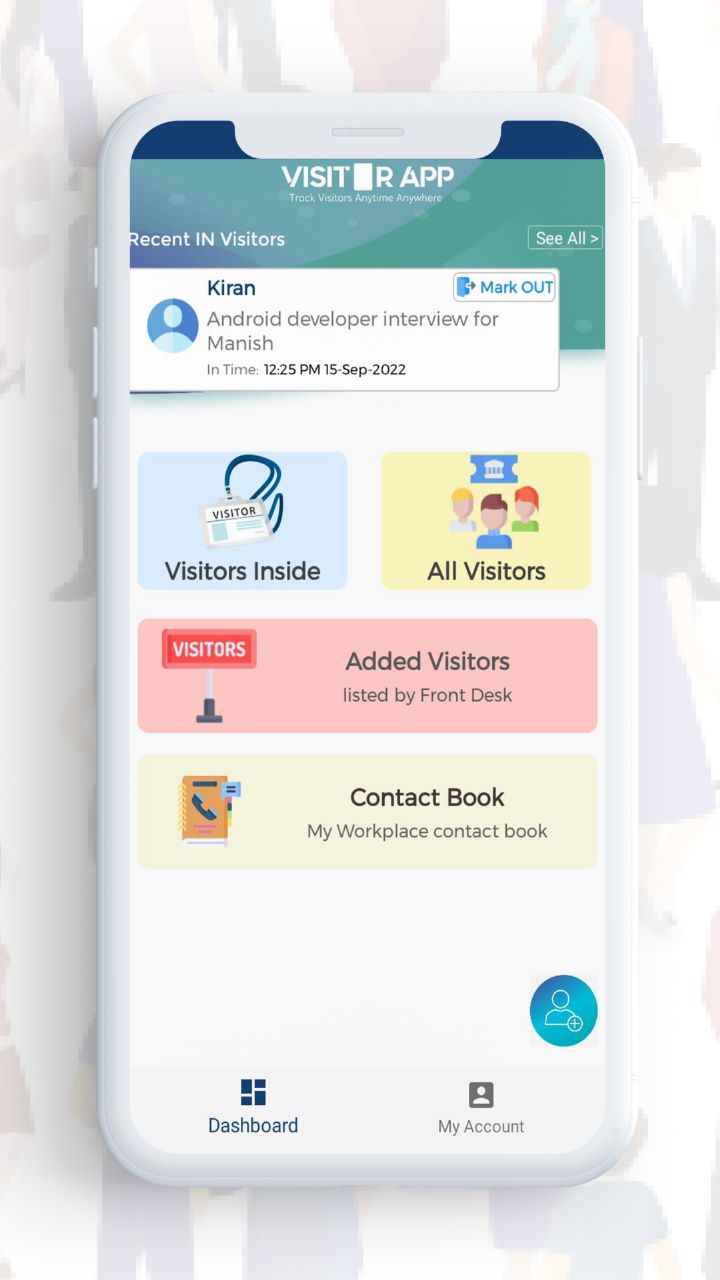 VISIT R APP
Track Visitors Anytime Anywhere
Recent IN Visitors
See All >
Kiran
Mark OUT
Android developer interview for
Manish
In Time: 12:25 PM 15-Sep-2022
VISITOR
Visitors Inside
All Visitors
VISITORS
Added Visitors
listed by Front Desk
Contact Book
My Workplace contact book
Dashboard
My Account